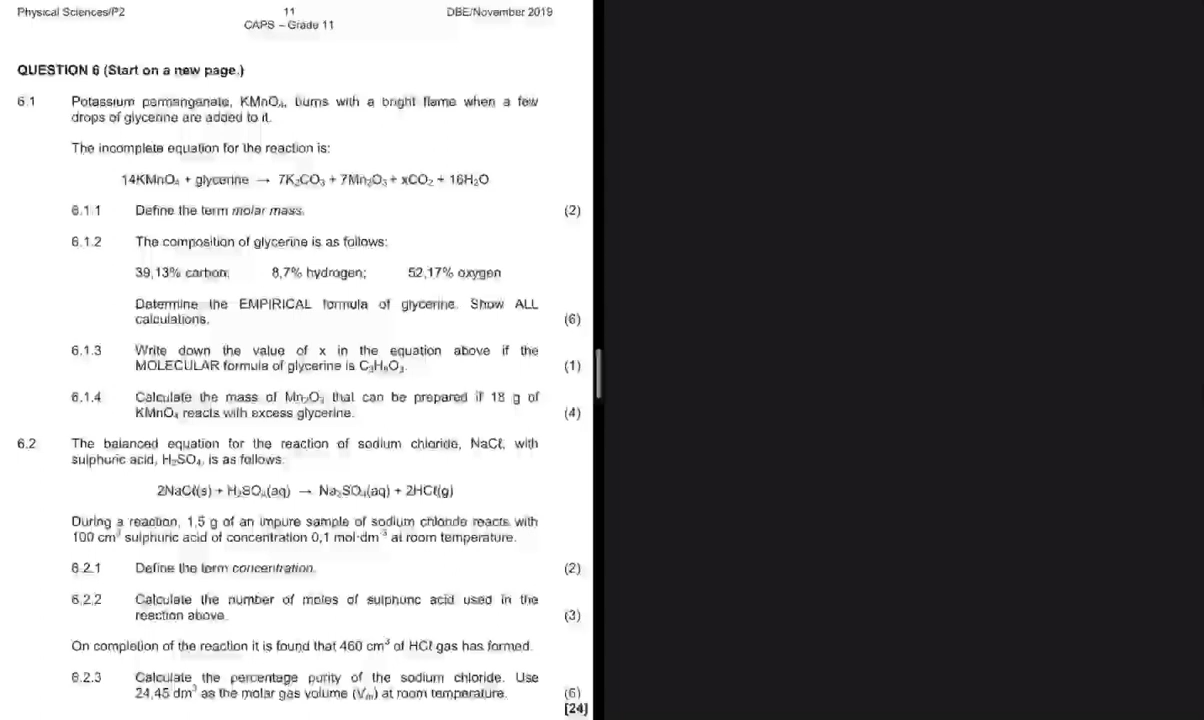 Physical Sciences/P2 11 DBE/November 2019
CAPS – Grade 11
QUESTION 6 (Start on a new page.)
6.1 Potassium permanganate, KMnO₄, burns with a bright flame when a few
drops of glycerine are added to it.
The incomplete equation for the reaction is:
14KMnO₄ + glycerine → 7K₂CO₃ + 7Mn₂O₃ + xCO₂ + 16H₂O
6.1.1 Define the term molar mass. (2)
6.1.2 The composition of glycerine is as follows:
39,13% carbon; 8,7% hydrogen; 52,17% oxygen
Determine the EMPIRICAL formula of glycerine. Show ALL
calculations. (6)
6.1.3 Write down the value of x in the equation above if the
MOLECULAR formula of glycerine is C₃H₈O₃. (1)
6.1.4 Calculate the mass of Mn₂O₃ that can be prepared if 18 g of
KMnO₄ reacts with excess glycerine. (4)
6.2 The balanced equation for the reaction of sodium chloride, NaCℓ, with
sulphuric acid, H₂SO₄, is as follows:
2NaCℓ(s) + H₂SO₄(aq) → Na₂SO₄(aq) + 2HCℓ(g)
During a reaction, 1,5 g of an impure sample of sodium chloride reacts with
100 cm³ sulphuric acid of concentration 0,1 mol·dm⁻³ at room temperature.
6.2.1 Define the term concentration. (2)
6.2.2 Calculate the number of moles of sulphuric acid used in the
reaction above. (3)
On completion of the reaction it is found that 460 cm³ of HCℓ gas has formed.
6.2.3 Calculate the percentage purity of the sodium chloride. Use
24,45 dm³ as the molar gas volume (Vₘ) at room temperature. (6)
[24]